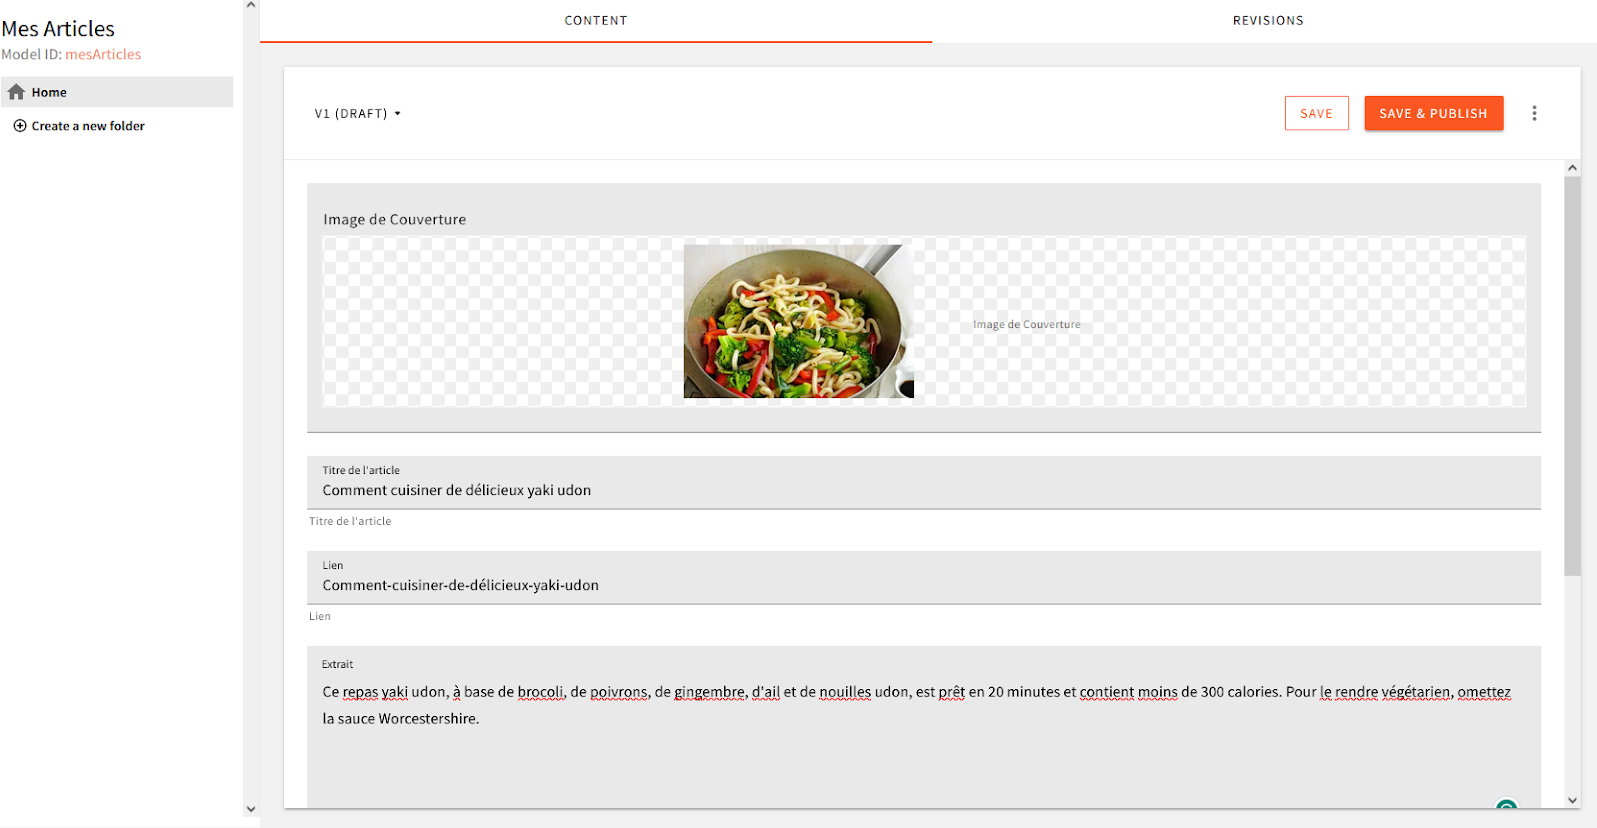 Mes Articles
Model ID: mesArticles
Home
Create a new folder
CONTENT
REVISIONS
V1 (DRAFT)
SAVE
SAVE & PUBLISH
Image de Couverture
Image de Couverture
Titre de l'article
Comment cuisiner de délicieux yaki udon
Titre de l'article
Lien
Comment-cuisiner-de-délicieux-yaki-udon
Lien
Extrait
Ce repas yaki udon, à base de brocoli, de poivrons, de gingembre, d'ail et de nouilles udon, est prêt en 20 minutes et contient moins de 300 calories. Pour le rendre végétarien, omettez
la sauce Worcestershire.